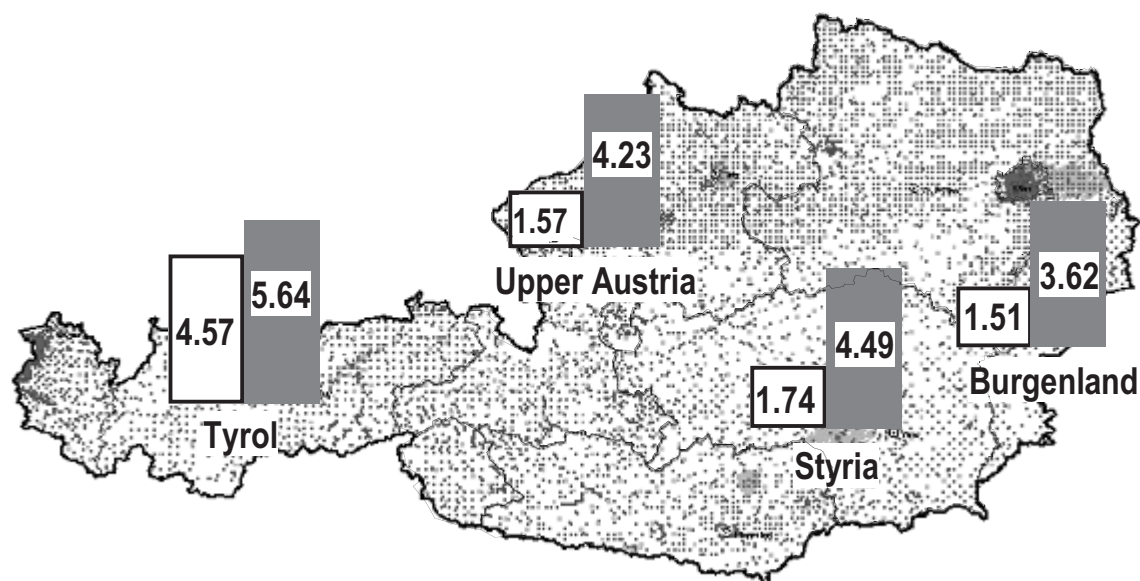 4.23
1.57
Upper Austria
5.64
4.57
Tyrol
3.62
1.51
Burgenland
4.49
1.74
Styria